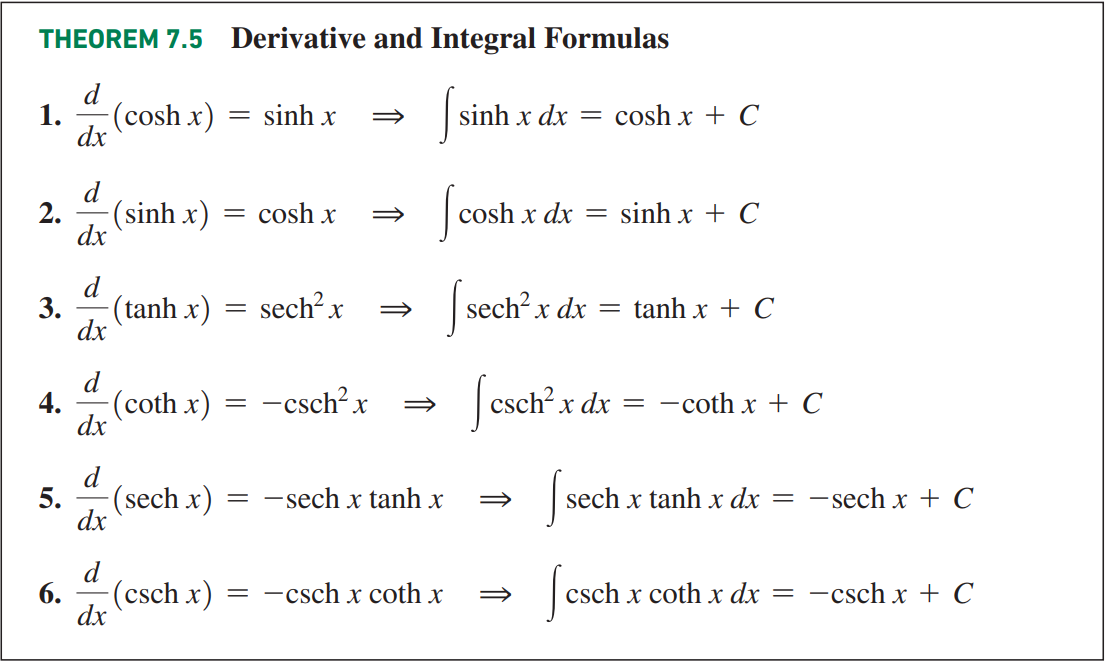 THEOREM 7.5 Derivative and Integral Formulas
1. d/dx (cosh x) = sinh x ⇒ ∫ sinh x dx = cosh x + C
2. d/dx (sinh x) = cosh x ⇒ ∫ cosh x dx = sinh x + C
3. d/dx (tanh x) = sech² x ⇒ ∫ sech² x dx = tanh x + C
4. d/dx (coth x) = −csch² x ⇒ ∫ csch² x dx = −coth x + C
5. d/dx (sech x) = −sech x tanh x ⇒ ∫ sech x tanh x dx = −sech x + C
6. d/dx (csch x) = −csch x coth x ⇒ ∫ csch x coth x dx = −csch x + C